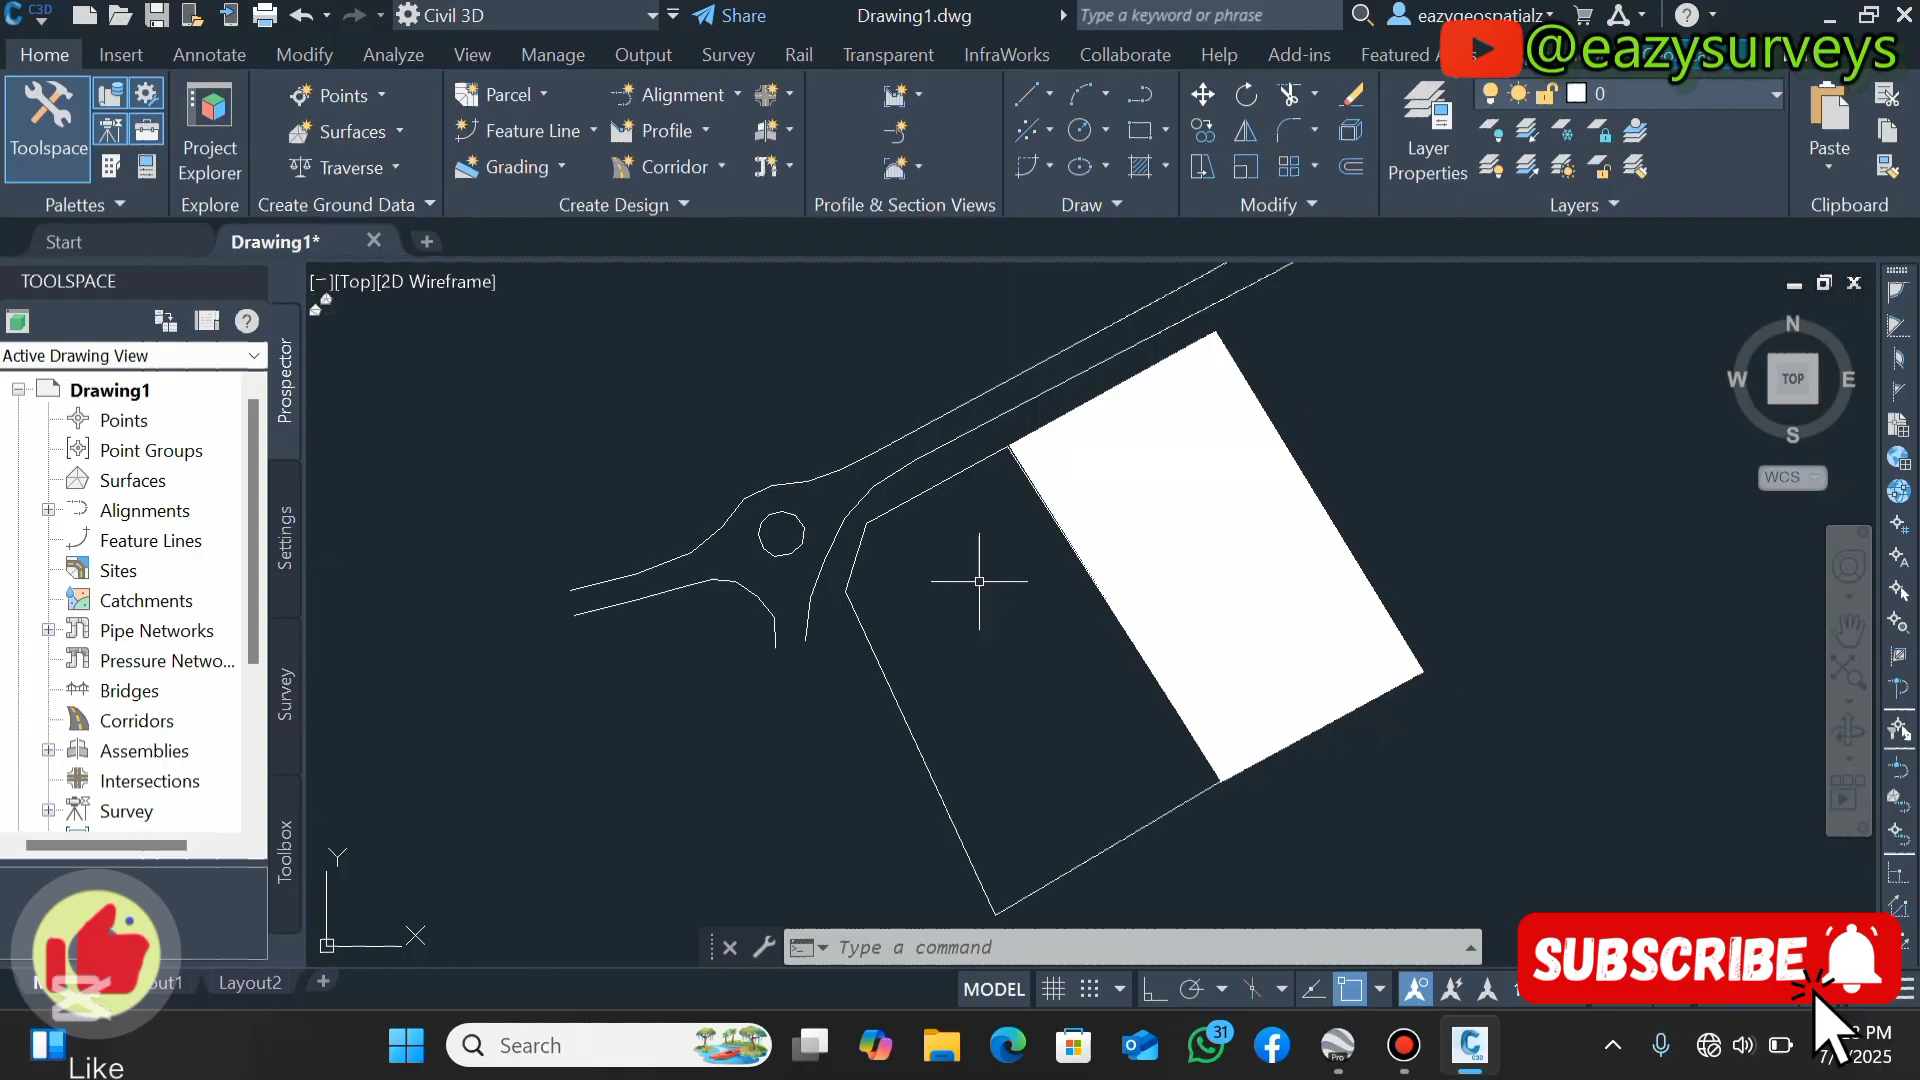 Civil 3D
Share
Drawing1.dwg
Type a keyword or phrase
eazygeospatialz
@eazysurveys
Home
Insert
Annotate
Modify
Analyze
View
Manage
Output
Survey
Rail
Transparent
InfraWorks
Collaborate
Help
Add-ins
Featured
Toolspace
Project
Explorer
Points
Surfaces
Traverse
Parcel
Feature Line
Grading
Alignment
Profile
Corridor
Layer
Properties
0
Paste
Palettes
Explore
Create Ground Data
Create Design
Profile & Section Views
Draw
Modify
Layers
Clipboard
Start
Drawing1*
TOOLSPACE
[−][Top][2D Wireframe]
Active Drawing View
Drawing1
Points
Point Groups
Surfaces
Alignments
Feature Lines
Sites
Catchments
Pipe Networks
Pressure Netwo...
Bridges
Corridors
Assemblies
Intersections
Survey
Prospector
Settings
Survey
Toolbox
N
W
TOP
E
S
WCS
Y
X
Type a command
SUBSCRIBE
Layout2
MODEL
Search
31
Pro
C3D
PM
Like